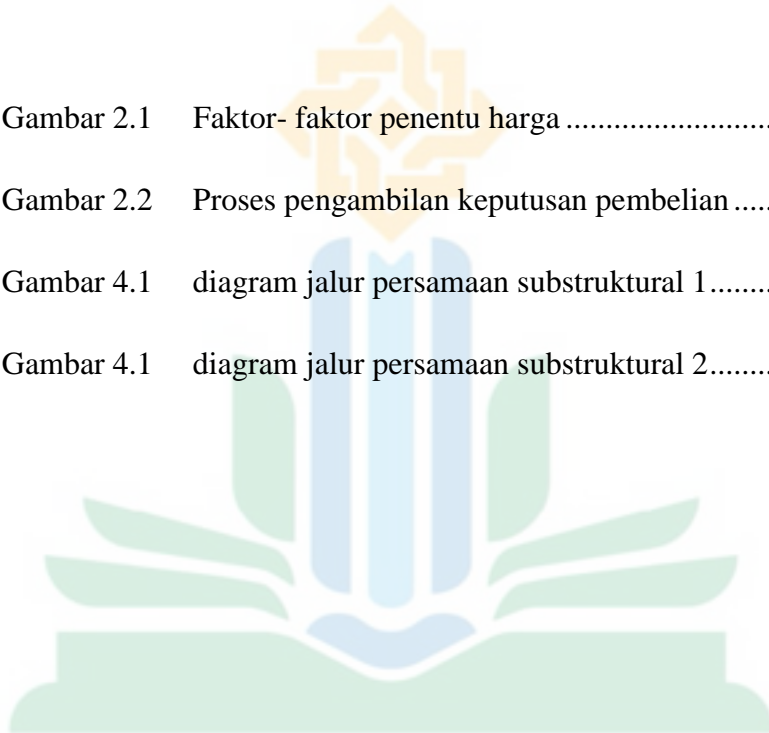 Gambar 2.1 Faktor- faktor penentu harga ..........................
Gambar 2.2 Proses pengambilan keputusan pembelian .....
Gambar 4.1 diagram jalur persamaan substruktural 1........
Gambar 4.1 diagram jalur persamaan substruktural 2........